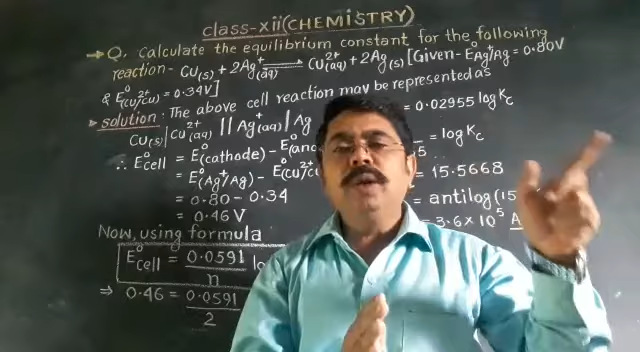 class-xii (CHEMISTRY)
→ Q. Calculate the equilibrium constant for the following
reaction - Cu(s) + 2Ag⁺(aq) ⇌ Cu²⁺(aq) + 2Ag(s) [Given - E°Ag⁺/Ag = 0.80V
& E°(Cu²⁺/Cu) = 0.34V]
▸ Solution: The above cell reaction may be represented as
Cu(s) | Cu²⁺(aq) || Ag⁺(aq) | Ag
∴ E°cell = E°(cathode) - E°(ano
= E°(Ag⁺/Ag) - E°(Cu²⁺
= 0.80 - 0.34
= 0.46 V
Now, using formula
E°cell = 0.0591/n lo
⇒ 0.46 = 0.0591/2
= 0.02955 log Kc
= log Kc
= 15.5668
= antilog (15
= 3.6 × 10⁵ A